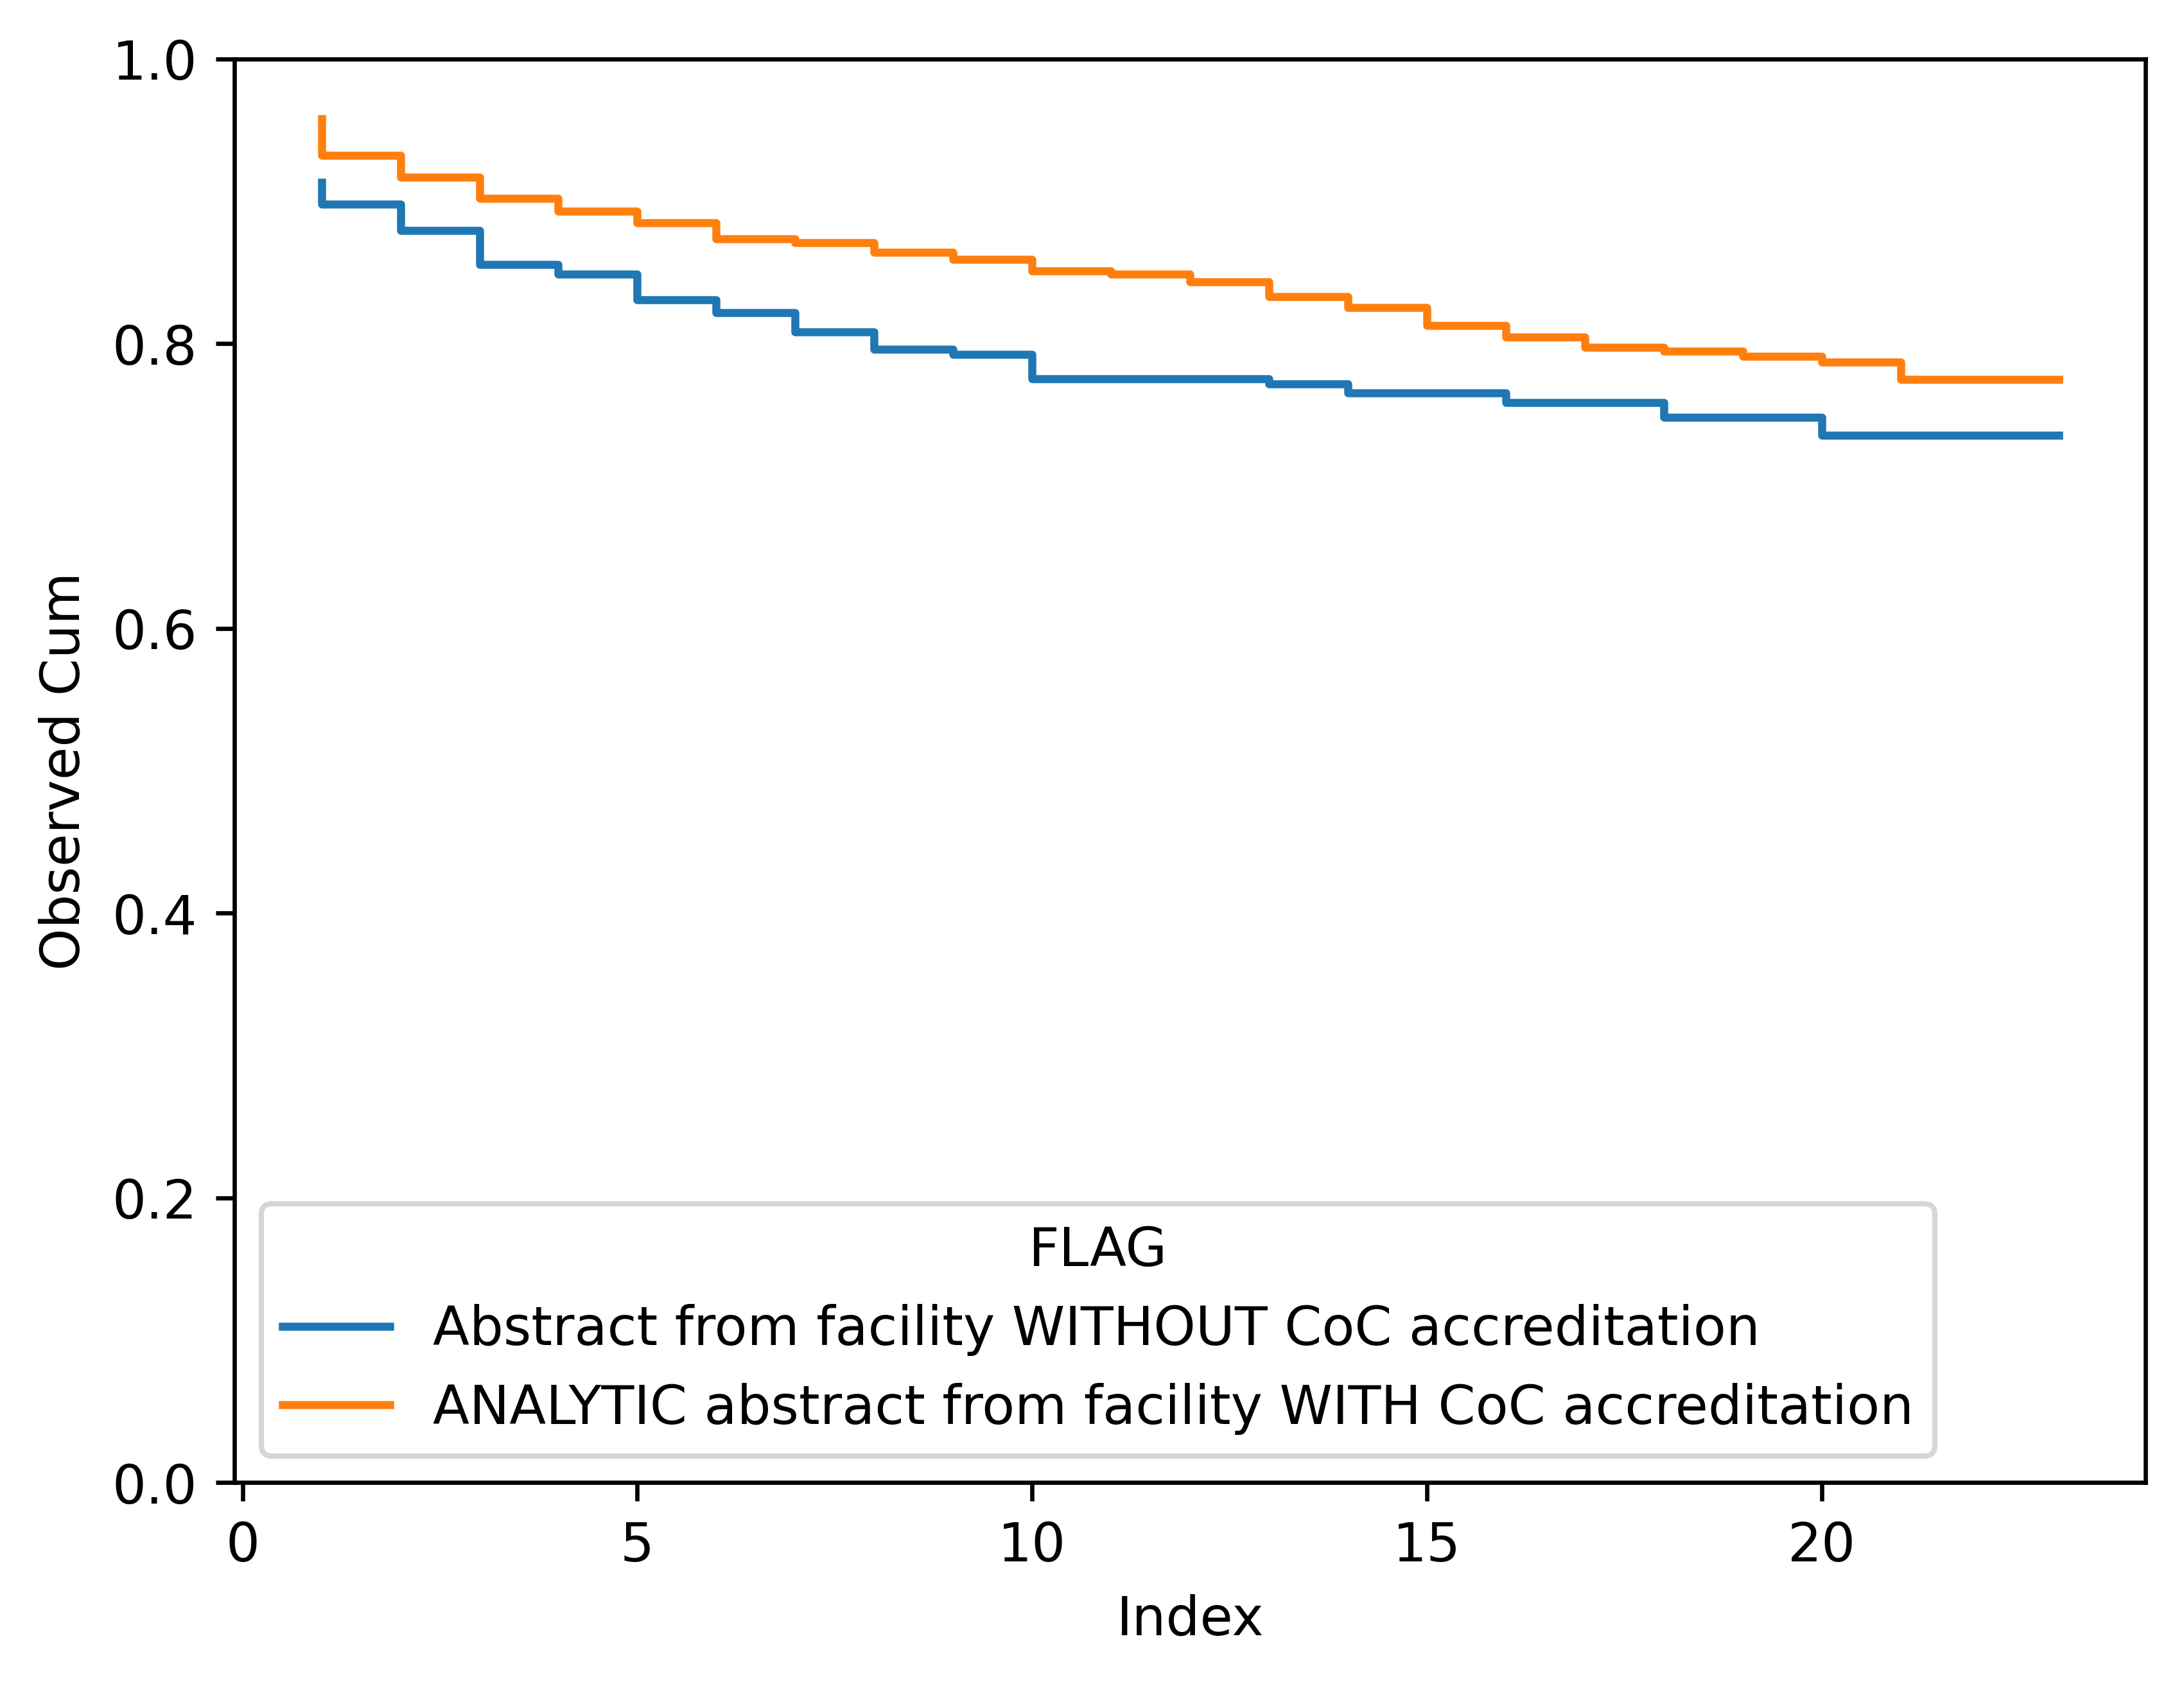 1.0
0.8
0.6
0.4
0.2
0.0
Observed Cum
FLAG
Abstract from facility WITHOUT CoC accreditation
ANALYTIC abstract from facility WITH CoC accreditation
0 5 10 15 20
Index